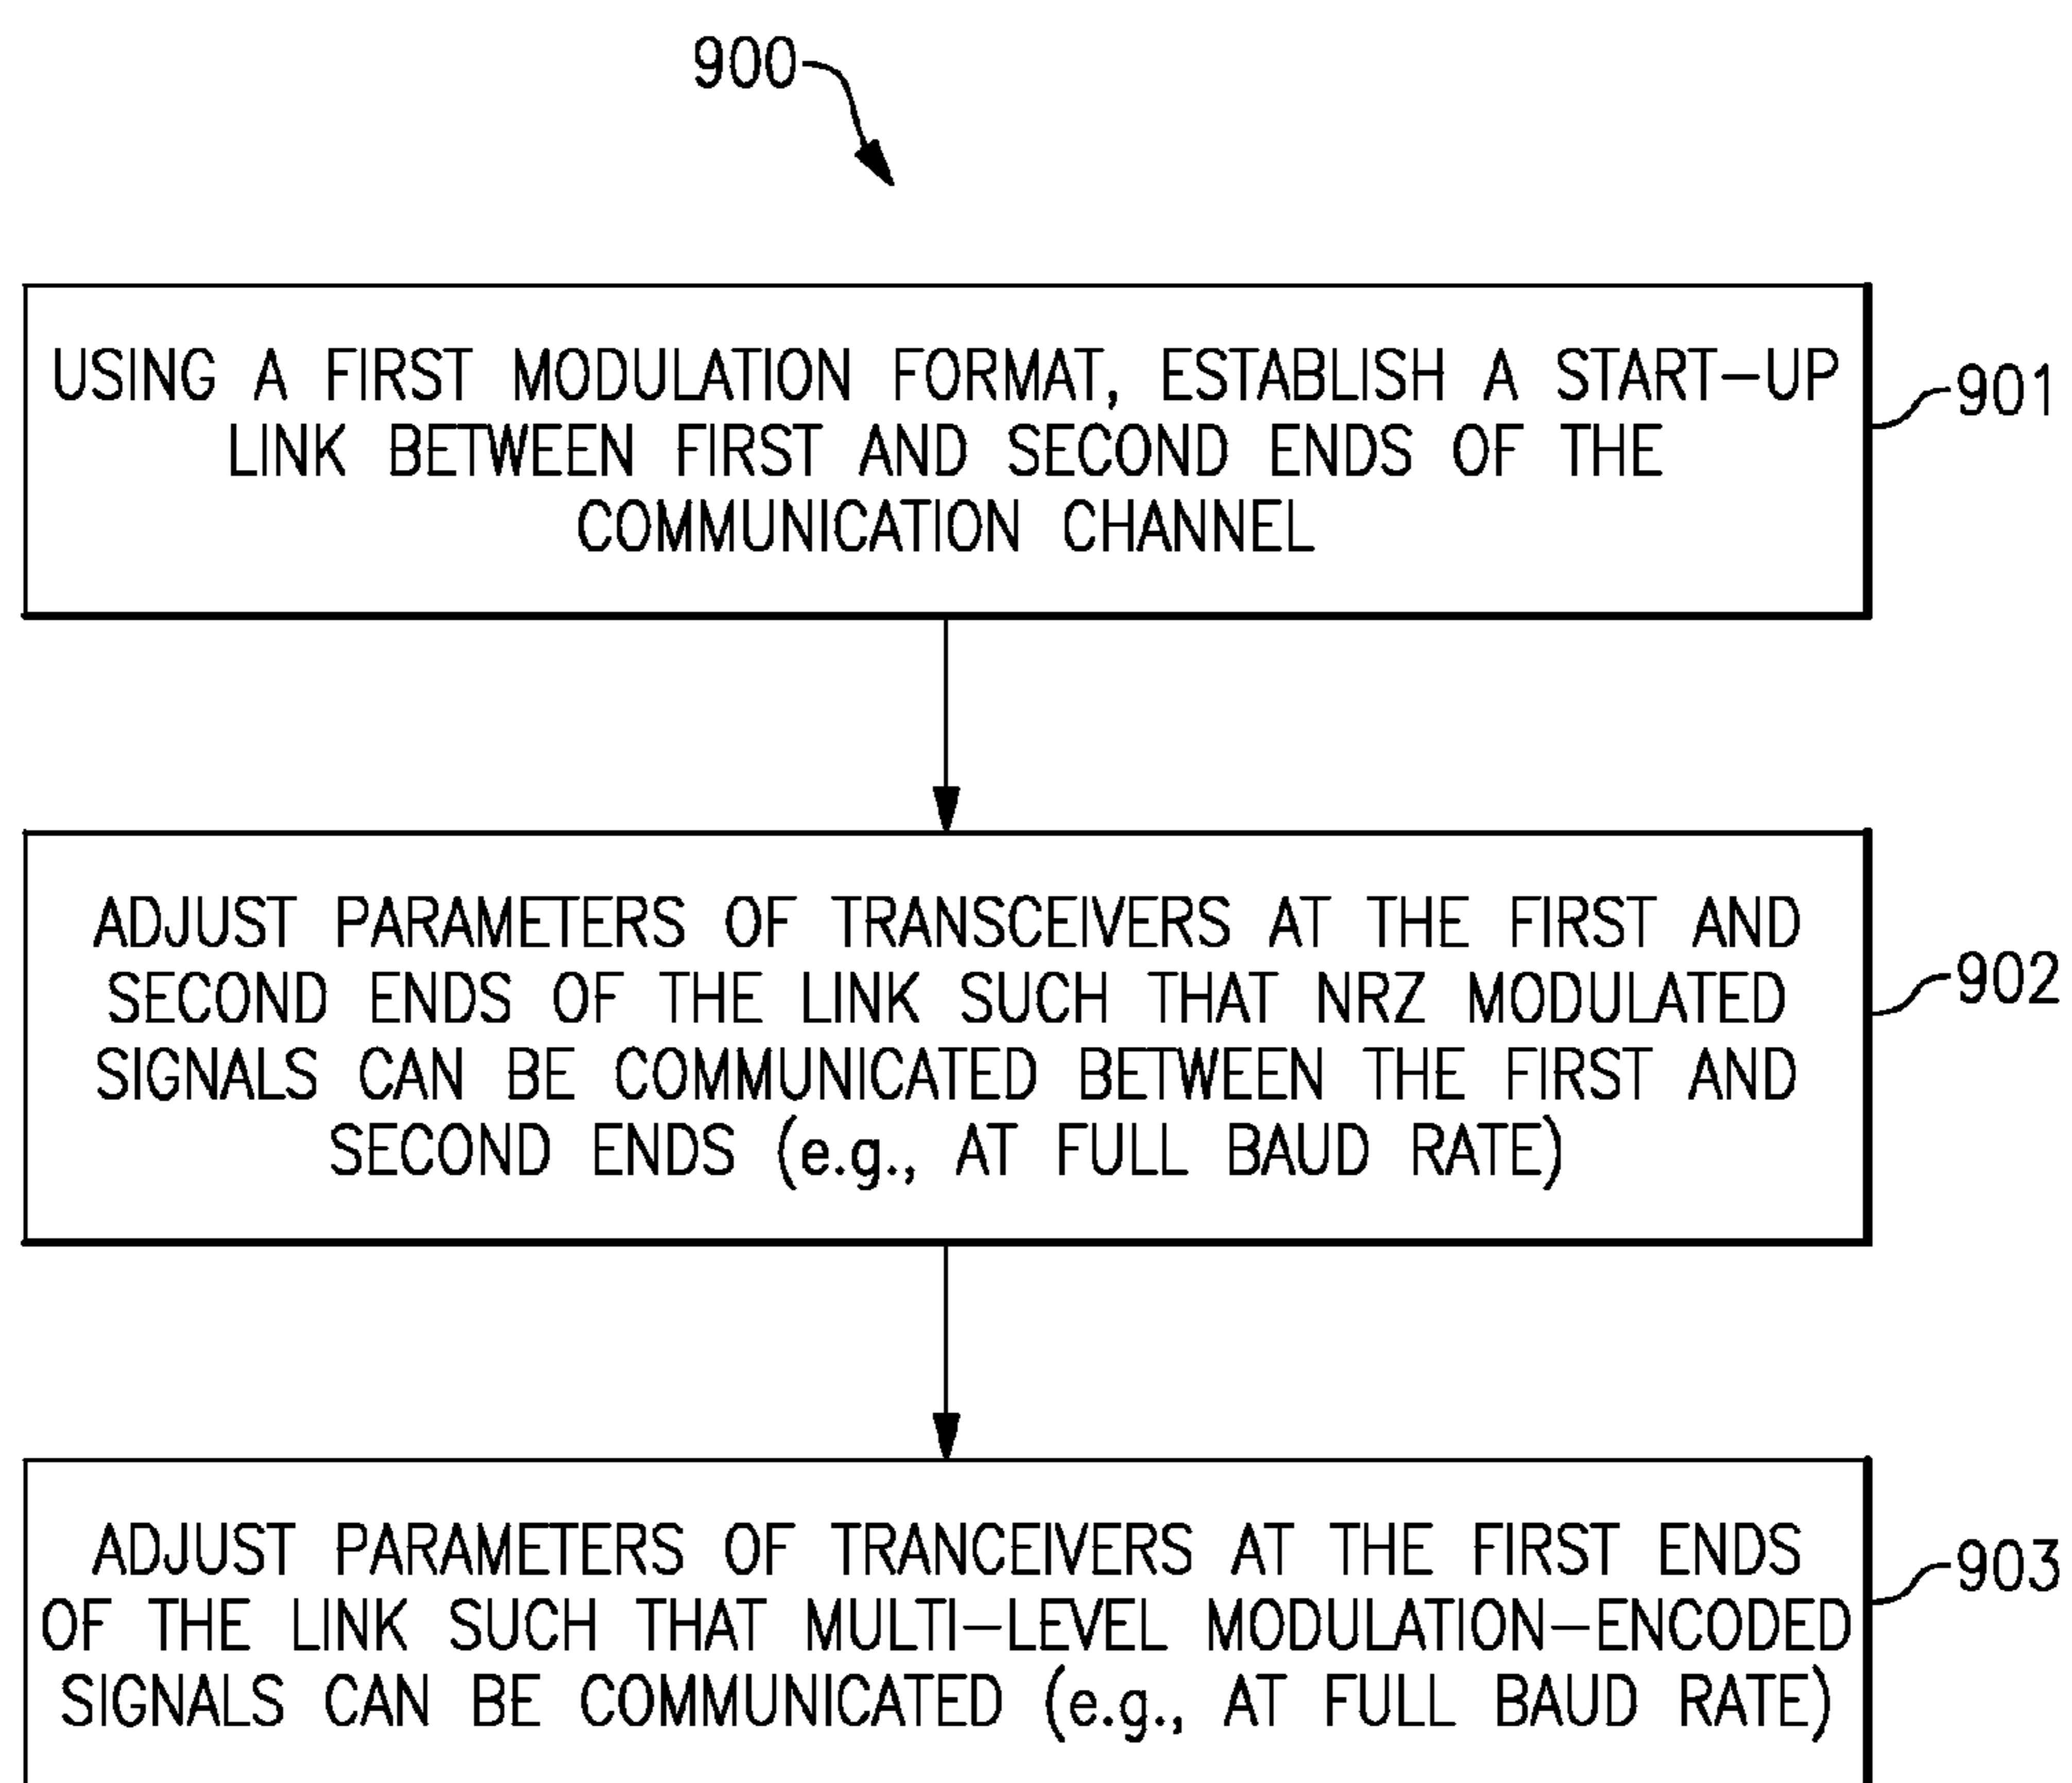 900
USING A FIRST MODULATION FORMAT, ESTABLISH A START-UP
LINK BETWEEN FIRST AND SECOND ENDS OF THE
COMMUNICATION CHANNEL
901
ADJUST PARAMETERS OF TRANSCEIVERS AT THE FIRST AND
SECOND ENDS OF THE LINK SUCH THAT NRZ MODULATED
SIGNALS CAN BE COMMUNICATED BETWEEN THE FIRST AND
SECOND ENDS (e.g., AT FULL BAUD RATE)
902
ADJUST PARAMETERS OF TRANCEIVERS AT THE FIRST ENDS
OF THE LINK SUCH THAT MULTI-LEVEL MODULATION-ENCODED
SIGNALS CAN BE COMMUNICATED (e.g., AT FULL BAUD RATE)
903